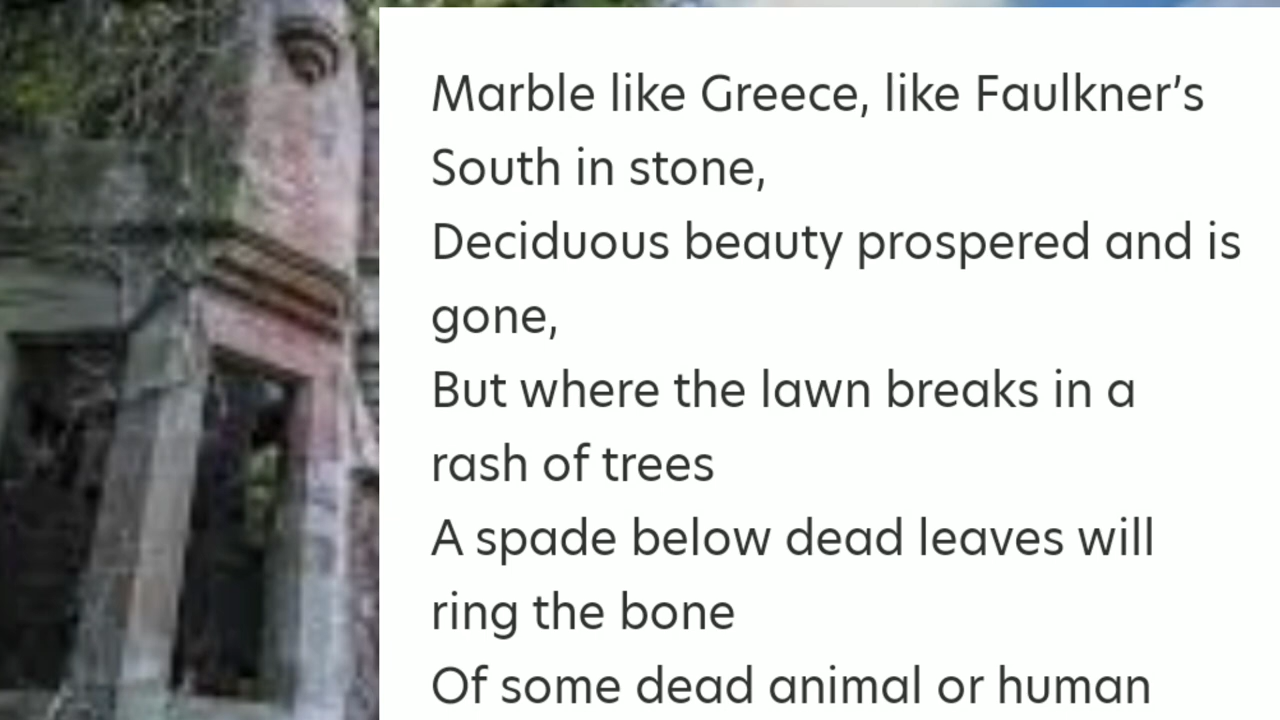 Marble like Greece, like Faulkner’s
South in stone,
Deciduous beauty prospered and is
gone,
But where the lawn breaks in a
rash of trees
A spade below dead leaves will
ring the bone
Of some dead animal or human